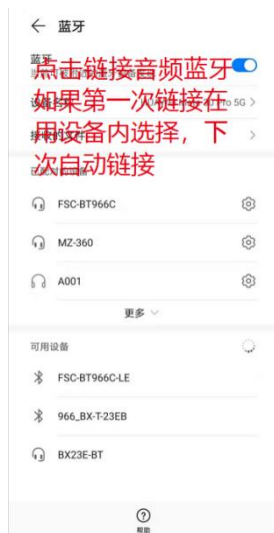 蓝牙
点击链接音频蓝牙
如果第一次链接在
用设备内选择，下
次自动链接
FSC-BT966C
MZ-360
A001
更多
可用设备
FSC-BT966C-LE
966_BX-T-23EB
BX23E-BT
帮助